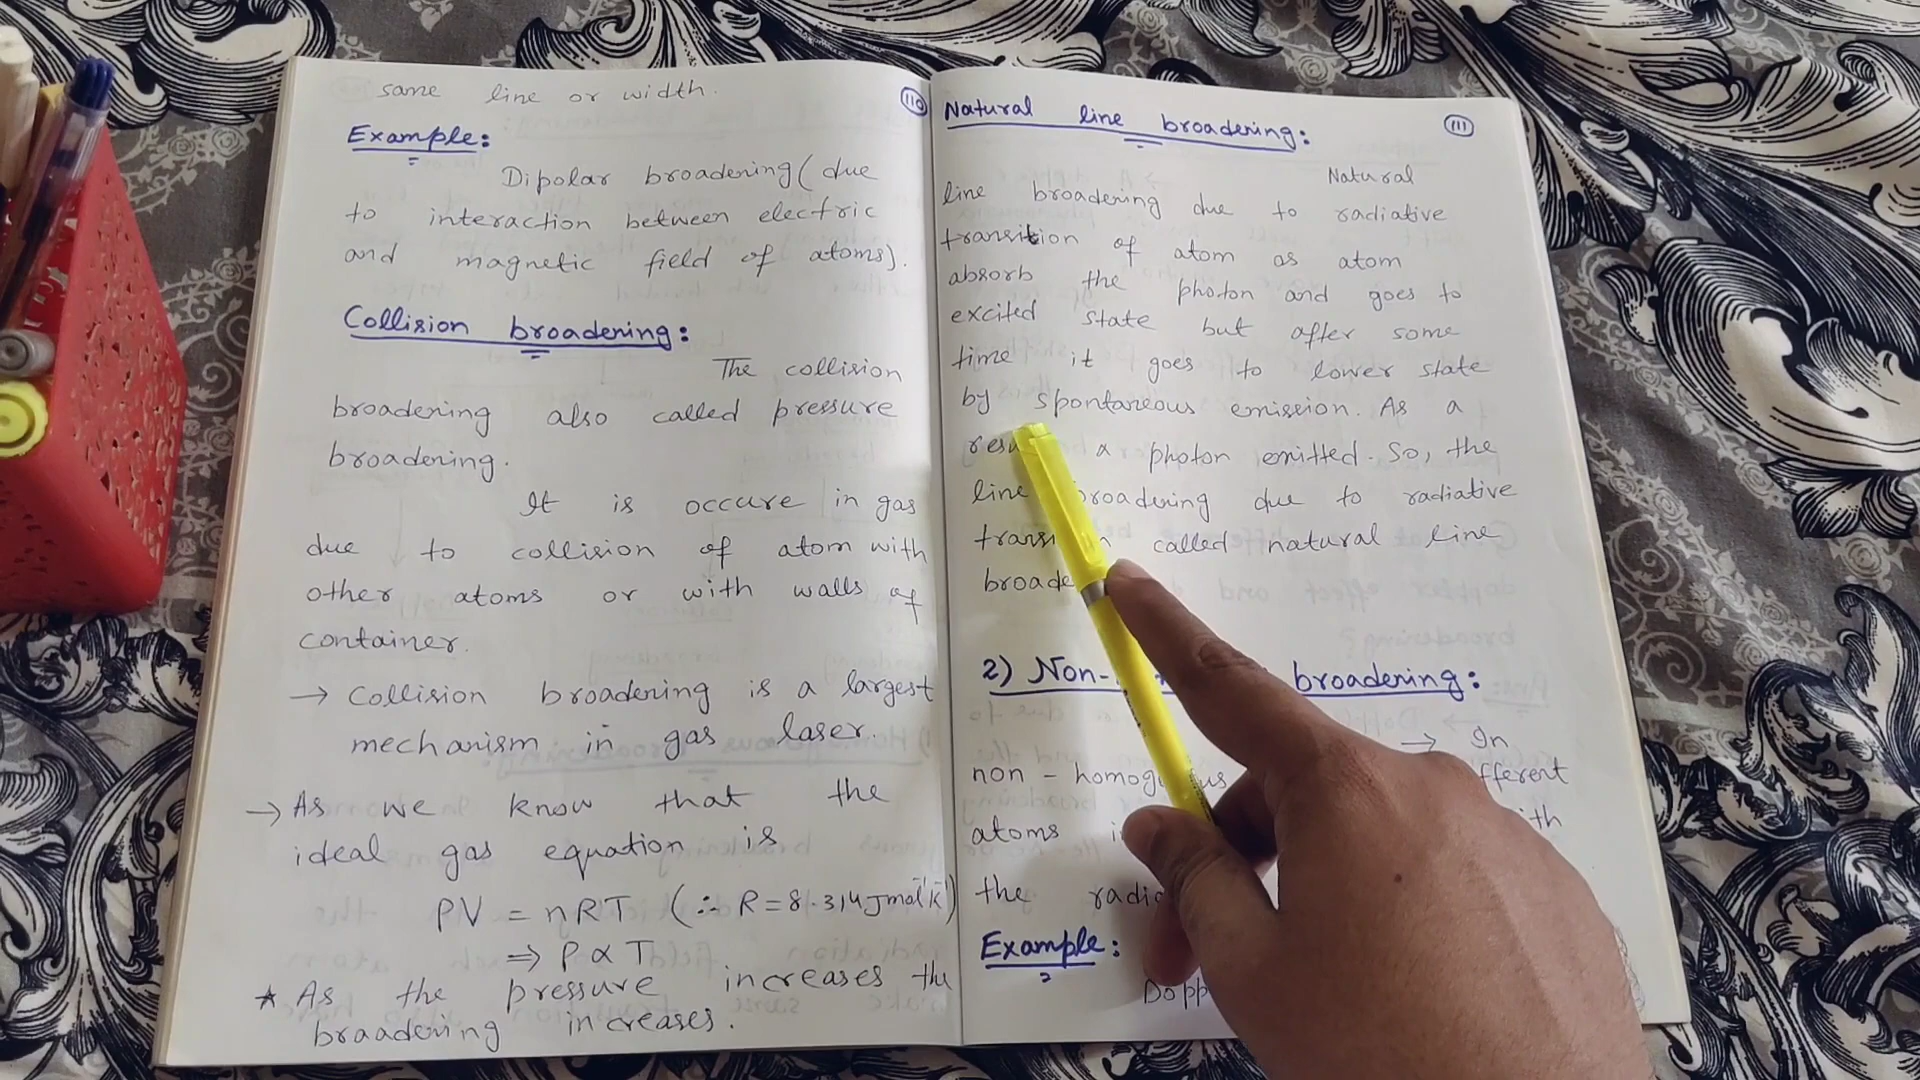 same line or width.
110
Example:
Dipolar broadening (due
to interaction between electric
and magnetic field of atoms).
Collision broadening:
The collision
broadening also called pressure
broadening.
It is occure in gas
due to collision of atom with
other atoms or with walls of
container.
→ Collision broadening is a largest
mechanism in gas laser.
→ As we know that the
ideal gas equation is
PV = nRT (∴ R = 8.314 J mol⁻¹ K⁻¹)
⇒ P ∝ T
* As the pressure increases the
broadening increases.
Natural line broadening:
111
Natural
line broadening due to radiative
transition of atom as atom
absorb the photon and goes to
excited state but after some
time it goes to lower state
by spontaneous emission. As a
a photon emitted. So, the
line due to radiative
called natural line
2) broadening:
→ In
non-
atoms
the
Example: